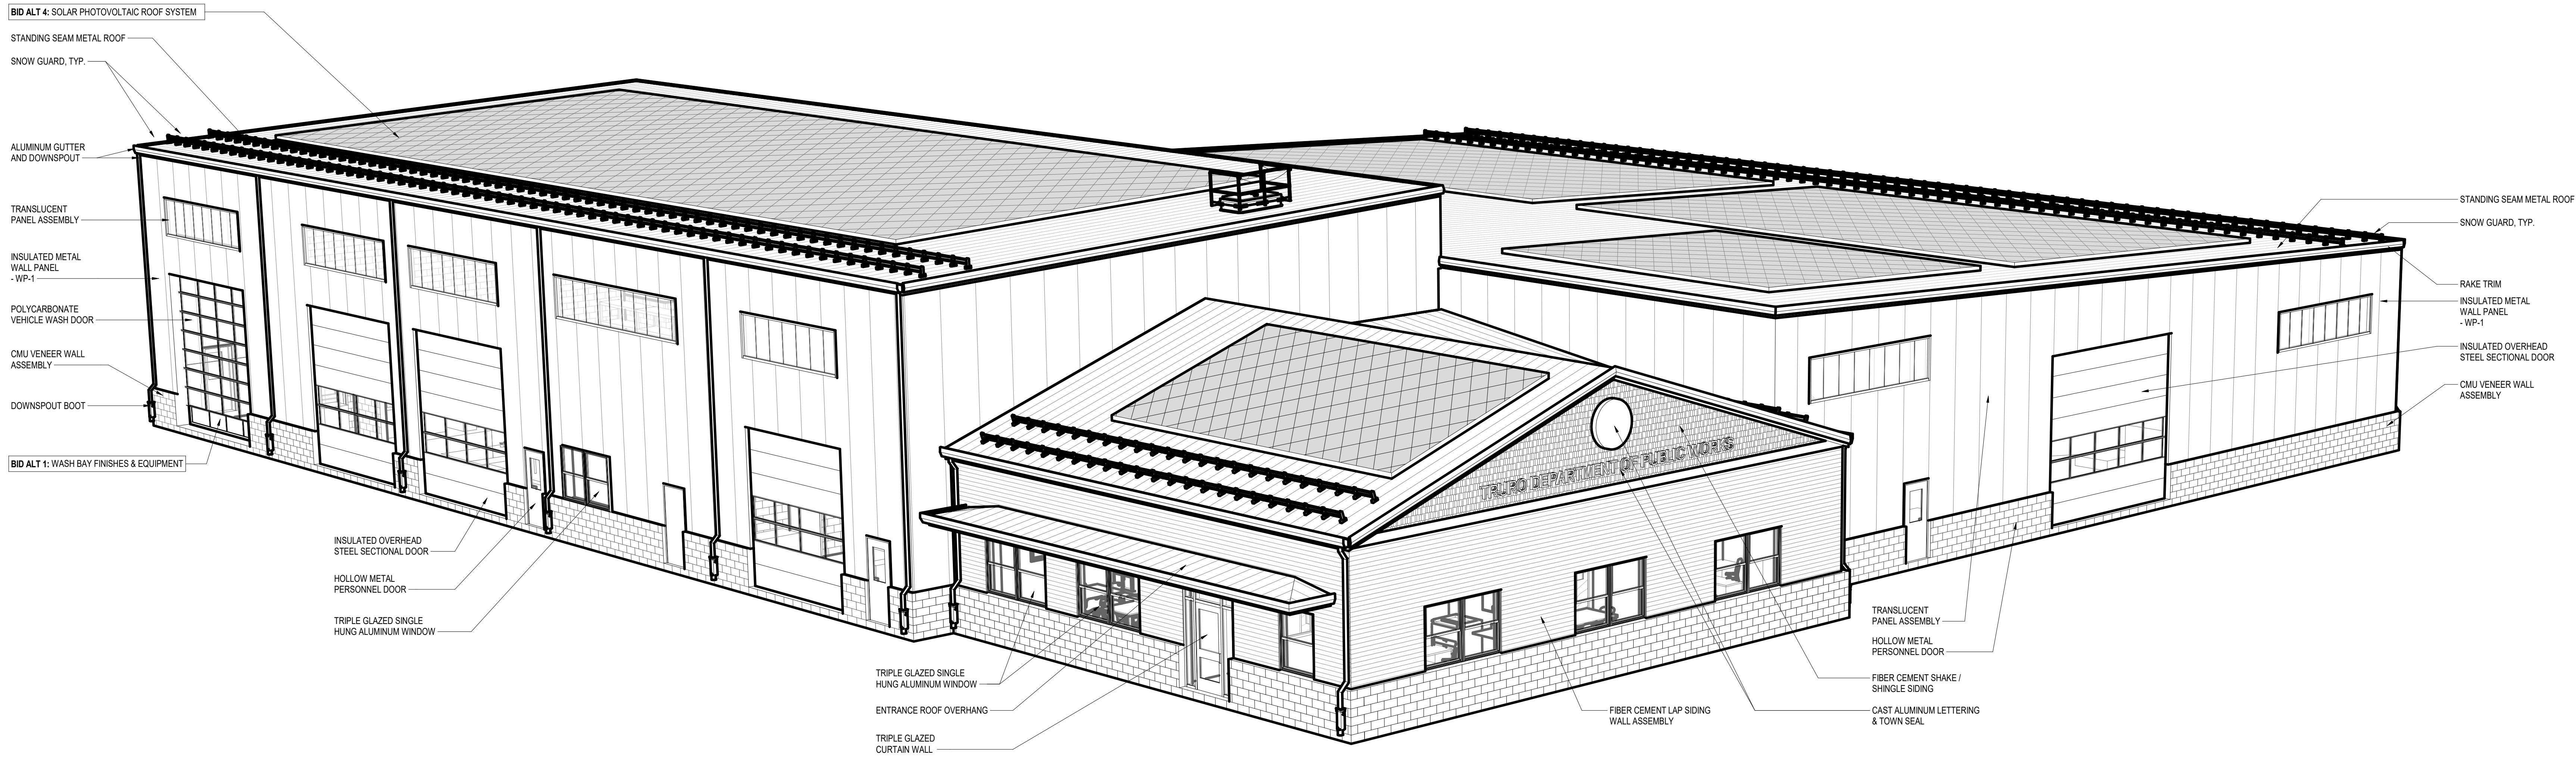 BID ALT 4: SOLAR PHOTOVOLTAIC ROOF SYSTEM
STANDING SEAM METAL ROOF
SNOW GUARD, TYP.
ALUMINUM GUTTER
AND DOWNSPOUT
TRANSLUCENT
PANEL ASSEMBLY
INSULATED METAL
WALL PANEL
- WP-1
POLYCARBONATE
VEHICLE WASH DOOR
CMU VENEER WALL
ASSEMBLY
DOWNSPOUT BOOT
BID ALT 1: WASH BAY FINISHES & EQUIPMENT
INSULATED OVERHEAD
STEEL SECTIONAL DOOR
HOLLOW METAL
PERSONNEL DOOR
TRIPLE GLAZED SINGLE
HUNG ALUMINUM WINDOW
TRIPLE GLAZED SINGLE
HUNG ALUMINUM WINDOW
ENTRANCE ROOF OVERHANG
TRIPLE GLAZED
CURTAIN WALL
TRURO DEPARTMENT OF PUBLIC WORKS
FIBER CEMENT LAP SIDING
WALL ASSEMBLY
TRANSLUCENT
PANEL ASSEMBLY
HOLLOW METAL
PERSONNEL DOOR
FIBER CEMENT SHAKE /
SHINGLE SIDING
CAST ALUMINUM LETTERING
& TOWN SEAL
STANDING SEAM METAL ROOF
SNOW GUARD, TYP.
RAKE TRIM
INSULATED METAL
WALL PANEL
- WP-1
INSULATED OVERHEAD
STEEL SECTIONAL DOOR
CMU VENEER WALL
ASSEMBLY